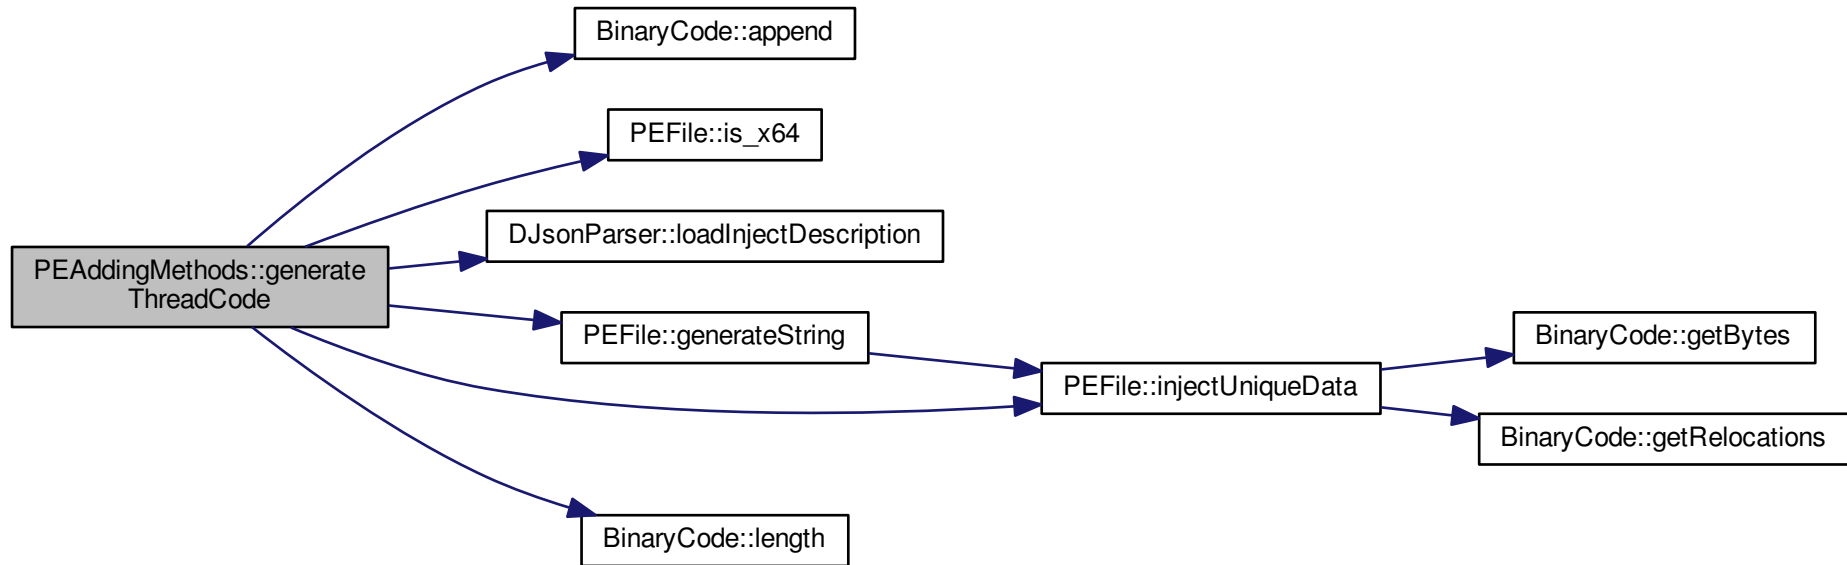 BinaryCode::append
PEFile::is_x64
DJsonParser::loadInjectDescription
PEAddingMethods::generate
ThreadCode
PEFile::generateString
BinaryCode::getBytes
PEFile::injectUniqueData
BinaryCode::getRelocations
BinaryCode::length